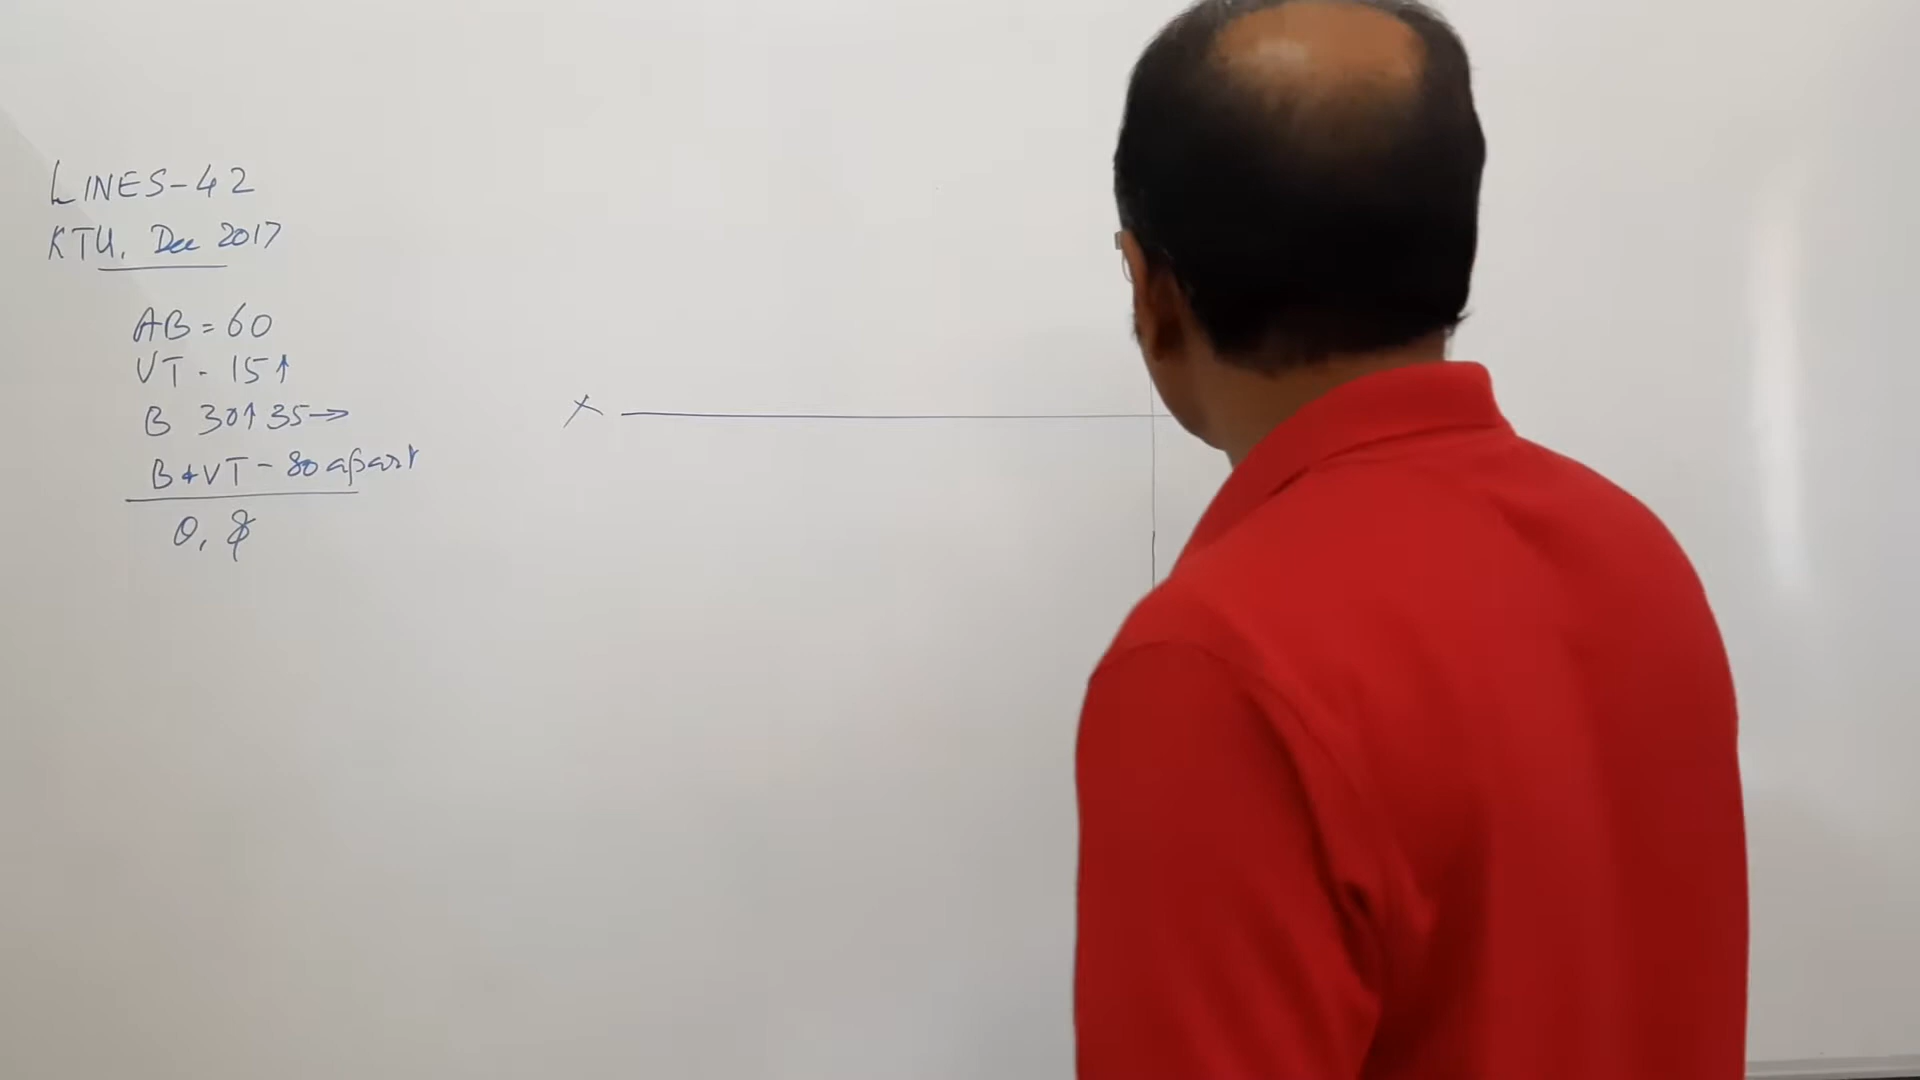 LINES-42
KTU, Dec 2017
AB = 60
VT - 15↑
B 30↑ 35→
B & VT - 80 apart
θ, φ
X